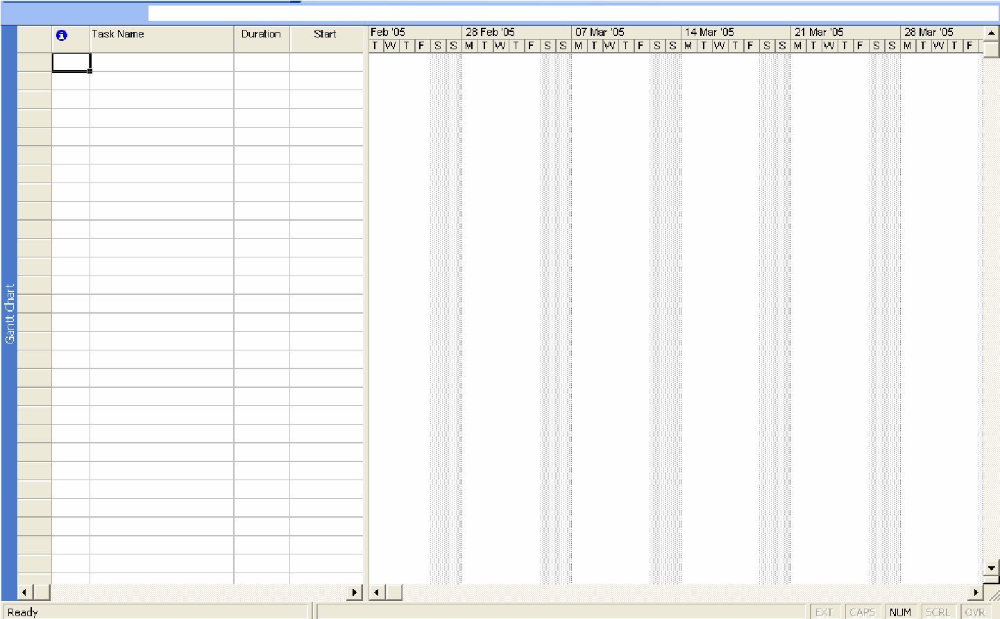 Task Name Duration Start
Feb '05 28 Feb '05 07 Mar '05 14 Mar '05 21 Mar '05 28 Mar '05
T W T F S S M T W T F S S M T W T F S S M T W T F S S M T W T F S S M T W T F
Gantt Chart
Ready EXT CAPS NUM SCRL OVR